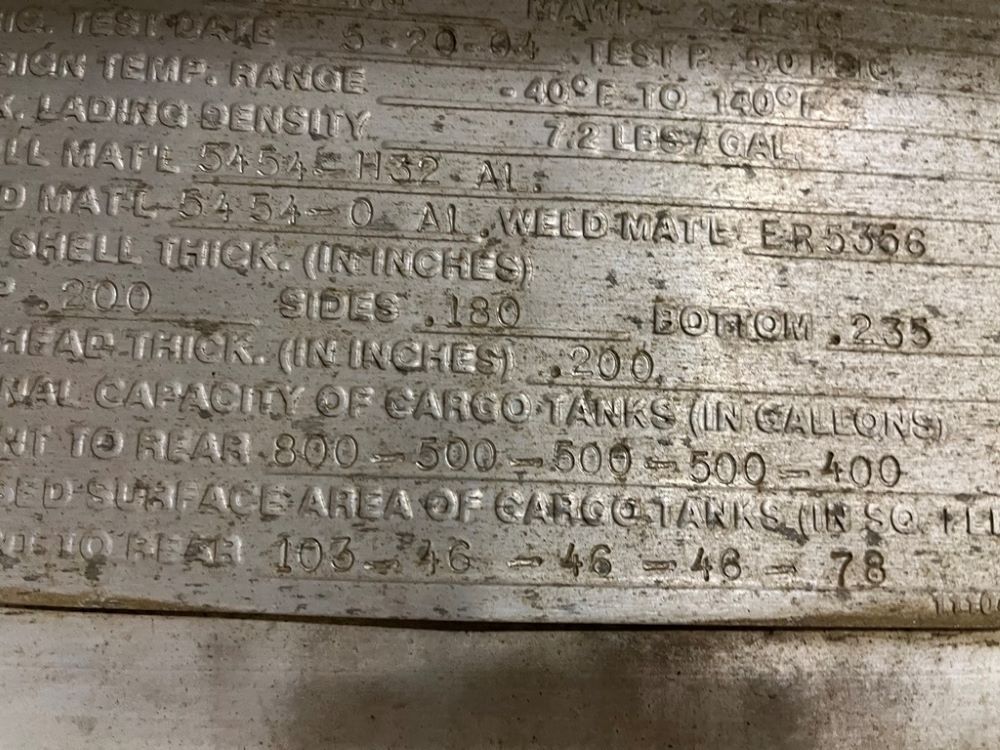 IG. TEST DATE 5-20-04 TEST P. 50 PSIG
SIGN TEMP. RANGE -40°F TO 140°F
X. LADING DENSITY 7.2 LBS / GAL
LL MAT'L 5454-H32 AL.
D MAT'L 5454-O AL. WELD MAT'L ER5356
SHELL THICK. (IN INCHES)
P .200 SIDES .180 BOTTOM .235
HEAD THICK. (IN INCHES) .200
NAL CAPACITY OF CARGO TANKS (IN GALLONS)
NT TO REAR 800-500-500-500-400
SED SURFACE AREA OF CARGO TANKS (IN SQ.
TO REAR 103-46-46-46-78